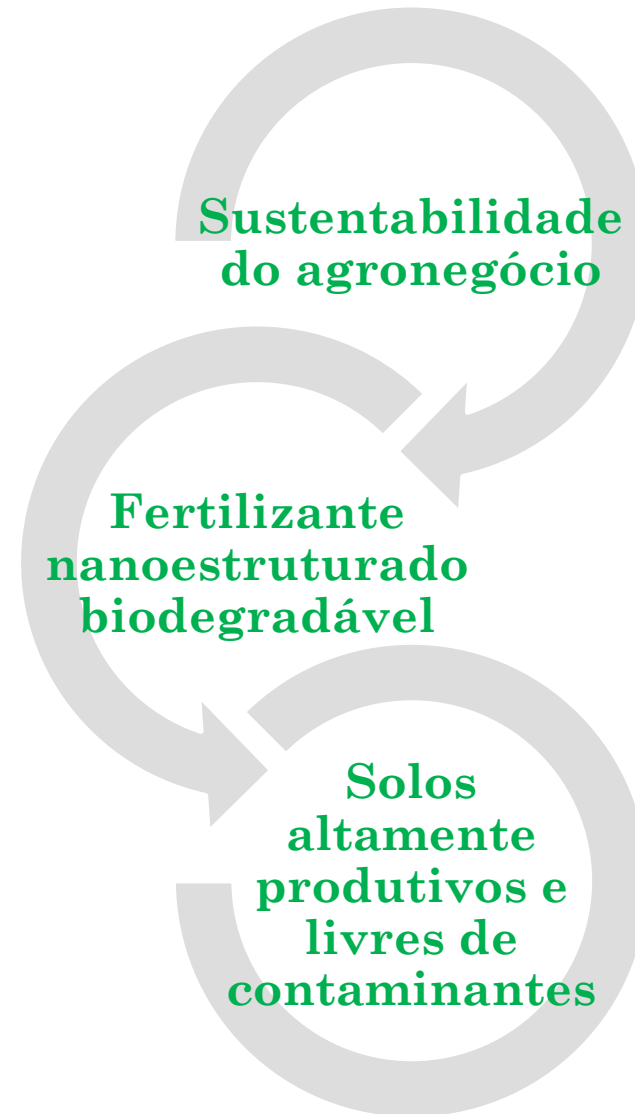 Sustentabilidade
do agronegócio
Fertilizante
nanoestruturado
biodegradável
Solos
altamente
produtivos e
livres de
contaminantes